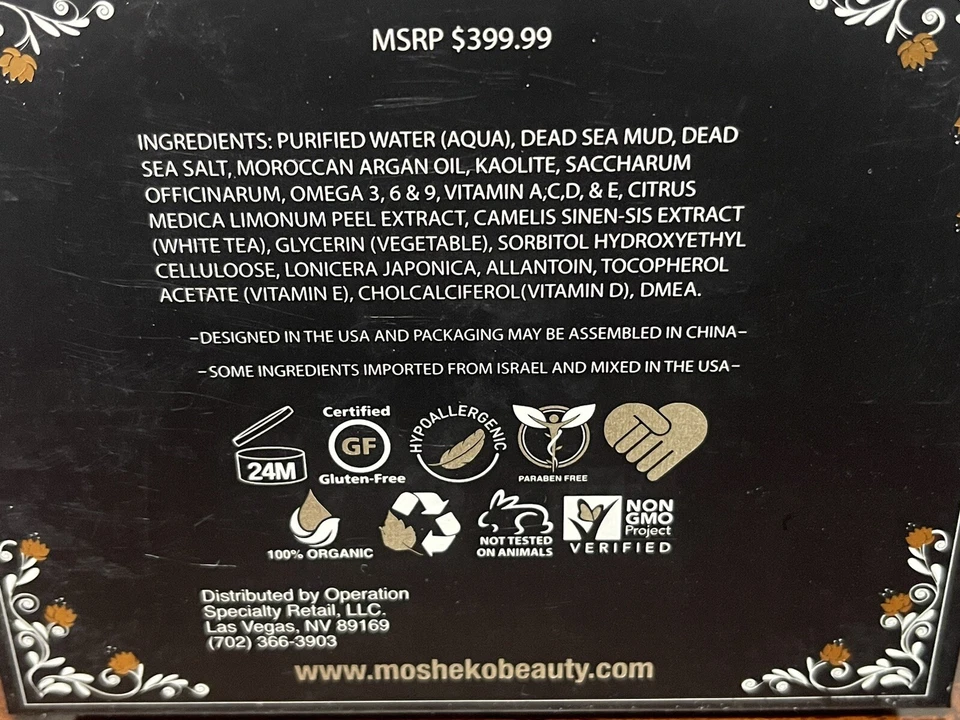 MSRP $399.99
INGREDIENTS: PURIFIED WATER (AQUA), DEAD SEA MUD, DEAD
SEA SALT, MOROCCAN ARGAN OIL, KAOLITE, SACCHARUM
OFFICINARUM, OMEGA 3, 6 & 9, VITAMIN A,C,D, & E, CITRUS
MEDICA LIMONUM PEEL EXTRACT, CAMELIS SINEN-SIS EXTRACT
(WHITE TEA), GLYCERIN (VEGETABLE), SORBITOL HYDROXYETHYL
CELLULOOSE, LONICERA JAPONICA, ALLANTOIN, TOCOPHEROL
ACETATE (VITAMIN E), CHOLCALCIFEROL(VITAMIN D), DMEA.
–DESIGNED IN THE USA AND PACKAGING MAY BE ASSEMBLED IN CHINA–
–SOME INGREDIENTS IMPORTED FROM ISRAEL AND MIXED IN THE USA–
24M
Certified
GF
Gluten-Free
HYPOALLERGENIC
PARABEN FREE
100% ORGANIC
NOT TESTED
ON ANIMALS
NON
GMO
Project
VERIFIED
Distributed by Operation
Specialty Retail, LLC.
Las Vegas, NV 89169
(702) 366-3903
www.moshekobeauty.com